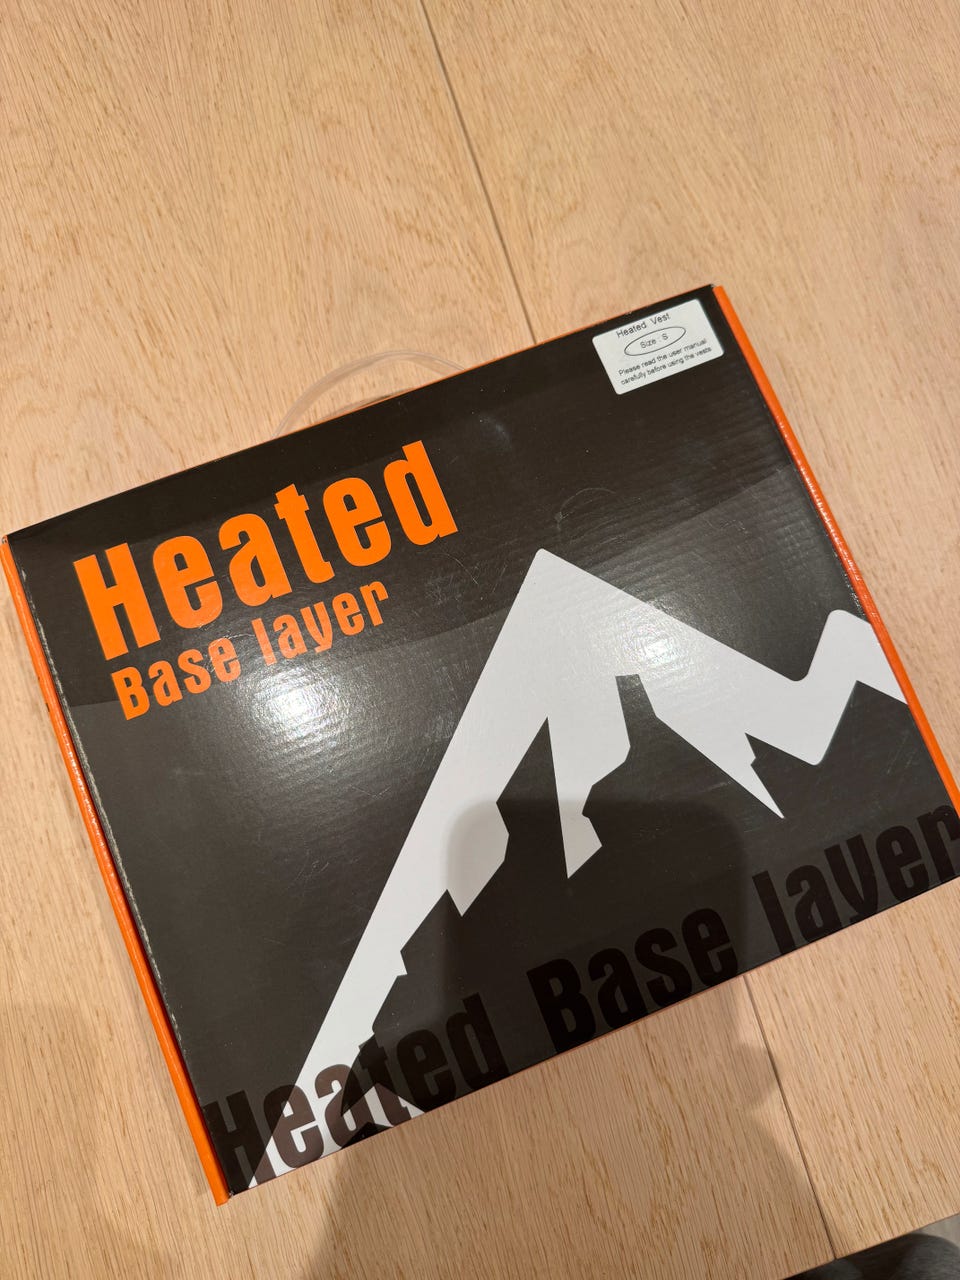 Heated Vest
Size : S
Please read the user manual
carefully before using the vests
Heated
Base layer
Heated Base layer